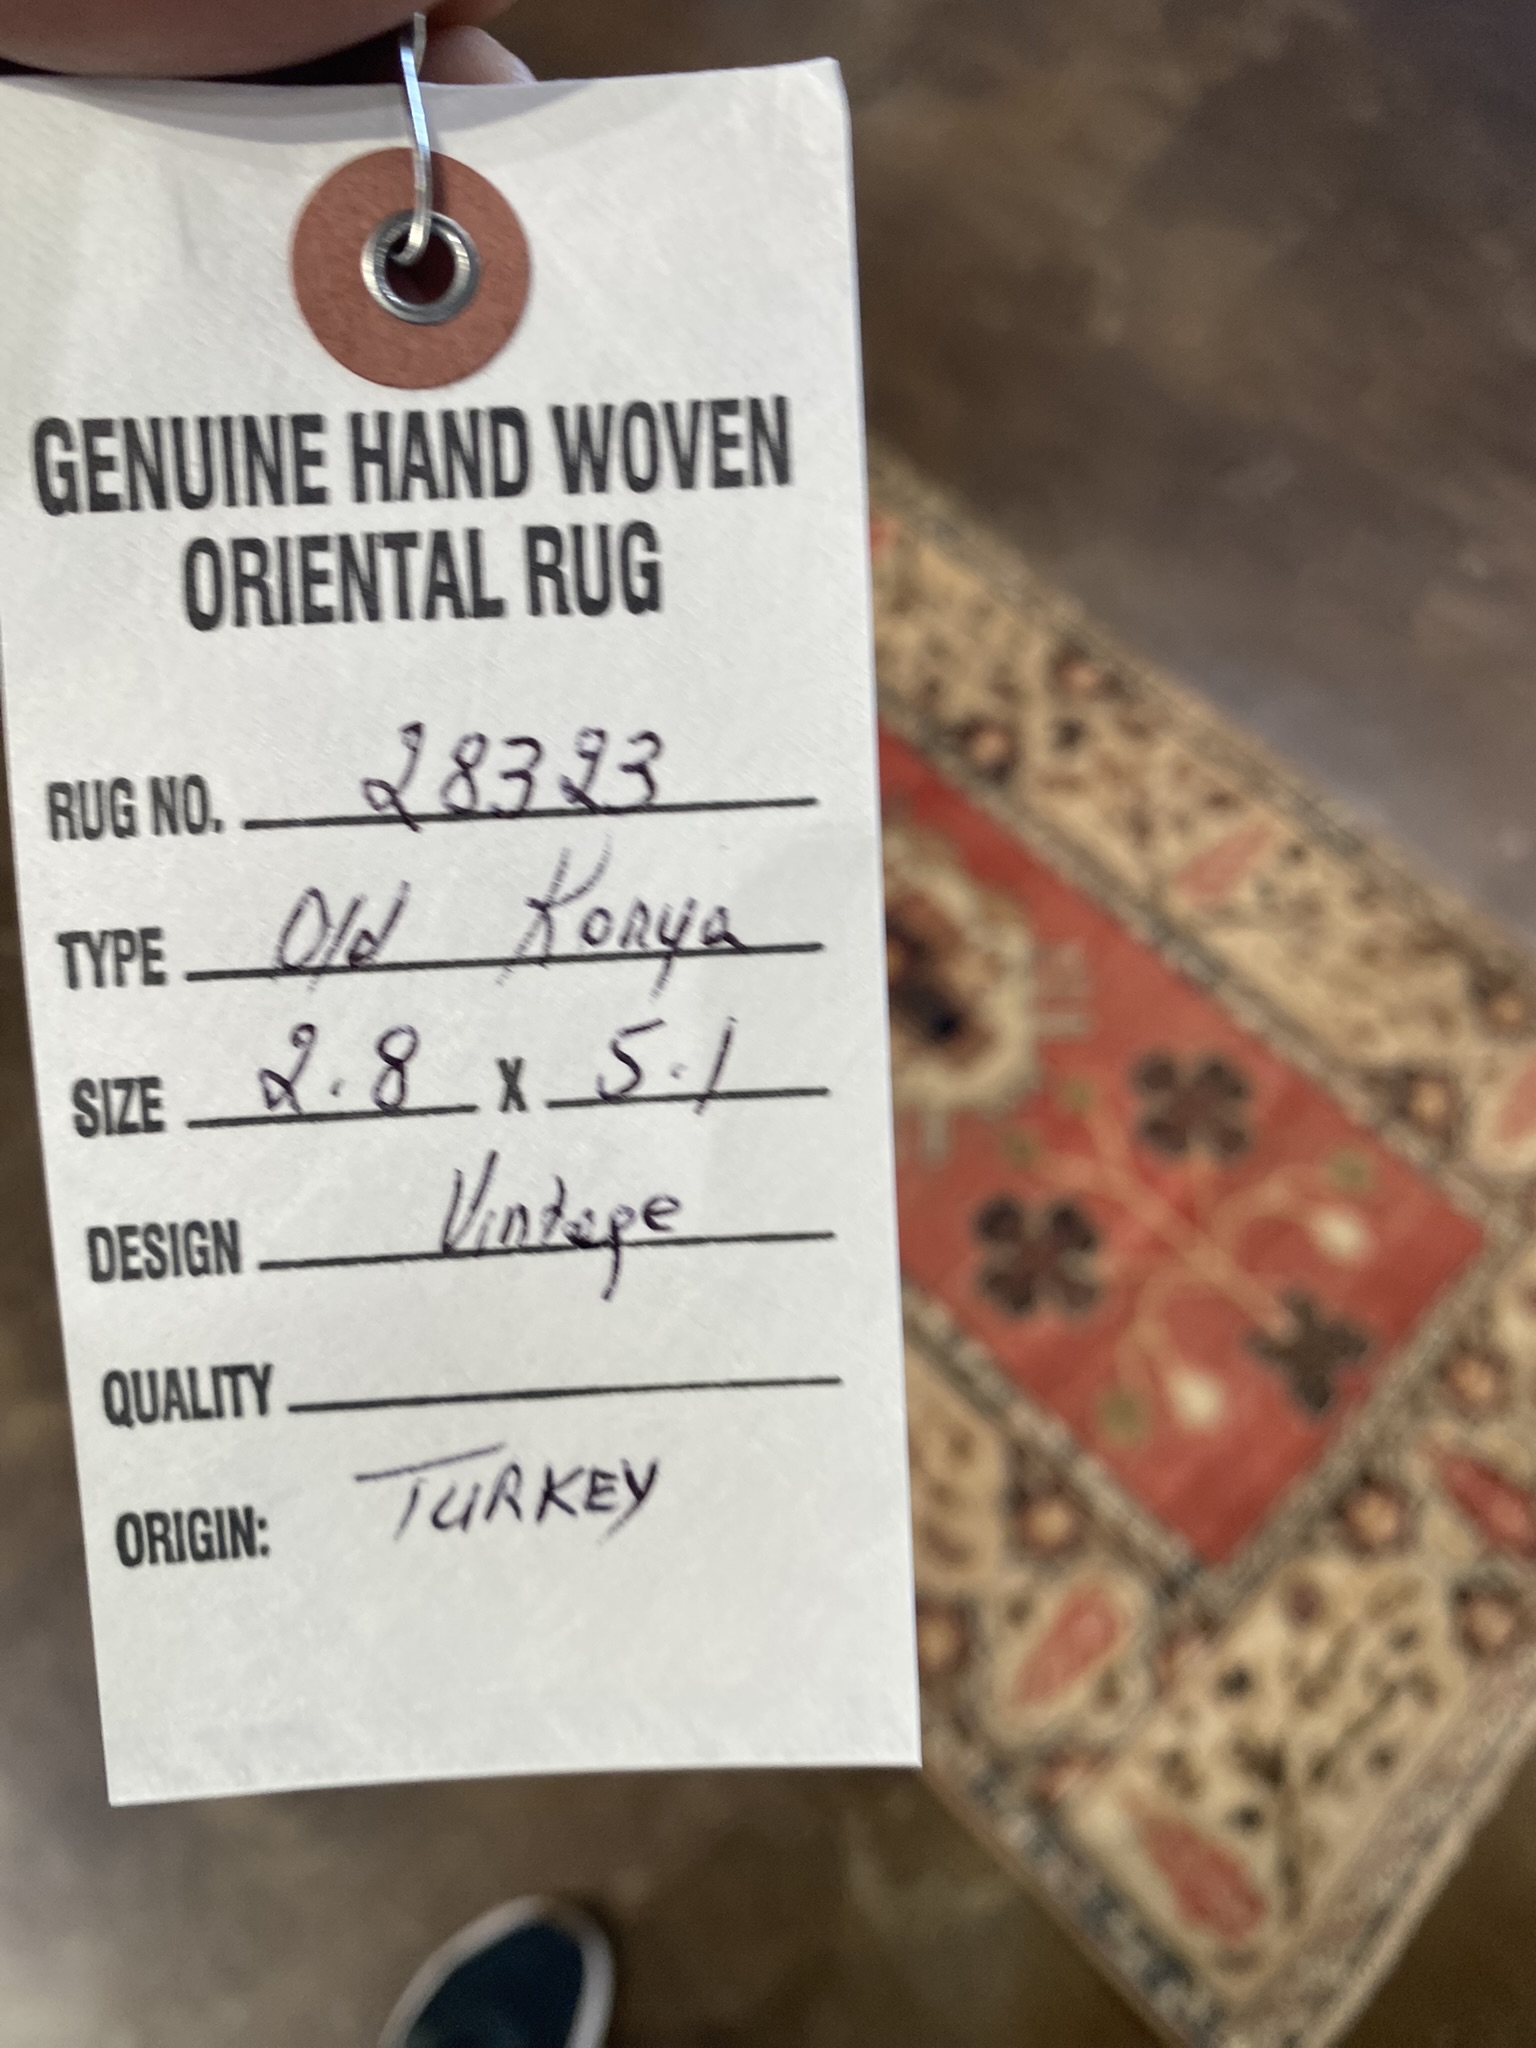 GENUINE HAND WOVEN
ORIENTAL RUG
RUG NO. 28323
TYPE Old Konya
SIZE 2.8 X 5.1
DESIGN Vintage
QUALITY
ORIGIN: TURKEY